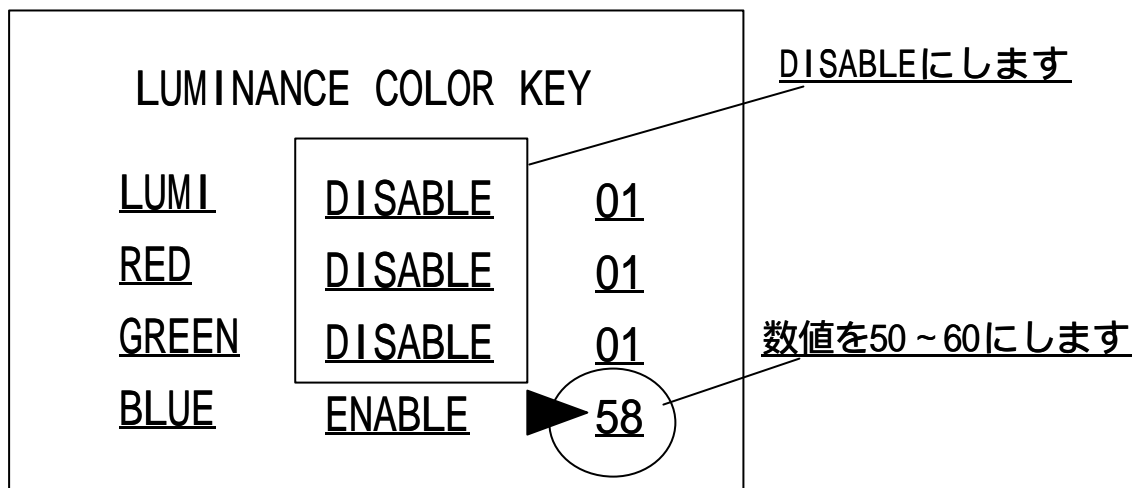 DISABLEにします
LUMINANCE COLOR KEY
LUMI DISABLE 01
RED DISABLE 01
GREEN DISABLE 01
数値を50~60にします
BLUE ENABLE 58